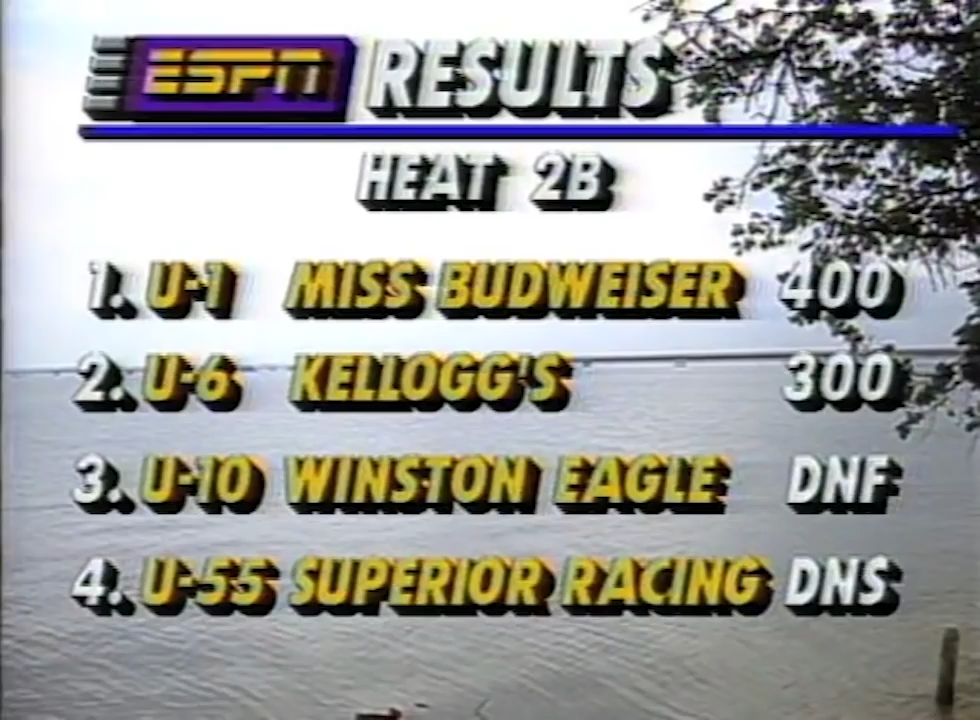 ESPN RESULTS
HEAT 2B
1. U-1 MISS BUDWEISER 400
2. U-6 KELLOGG'S 300
3. U-10 WINSTON EAGLE DNF
4. U-55 SUPERIOR RACING DNS